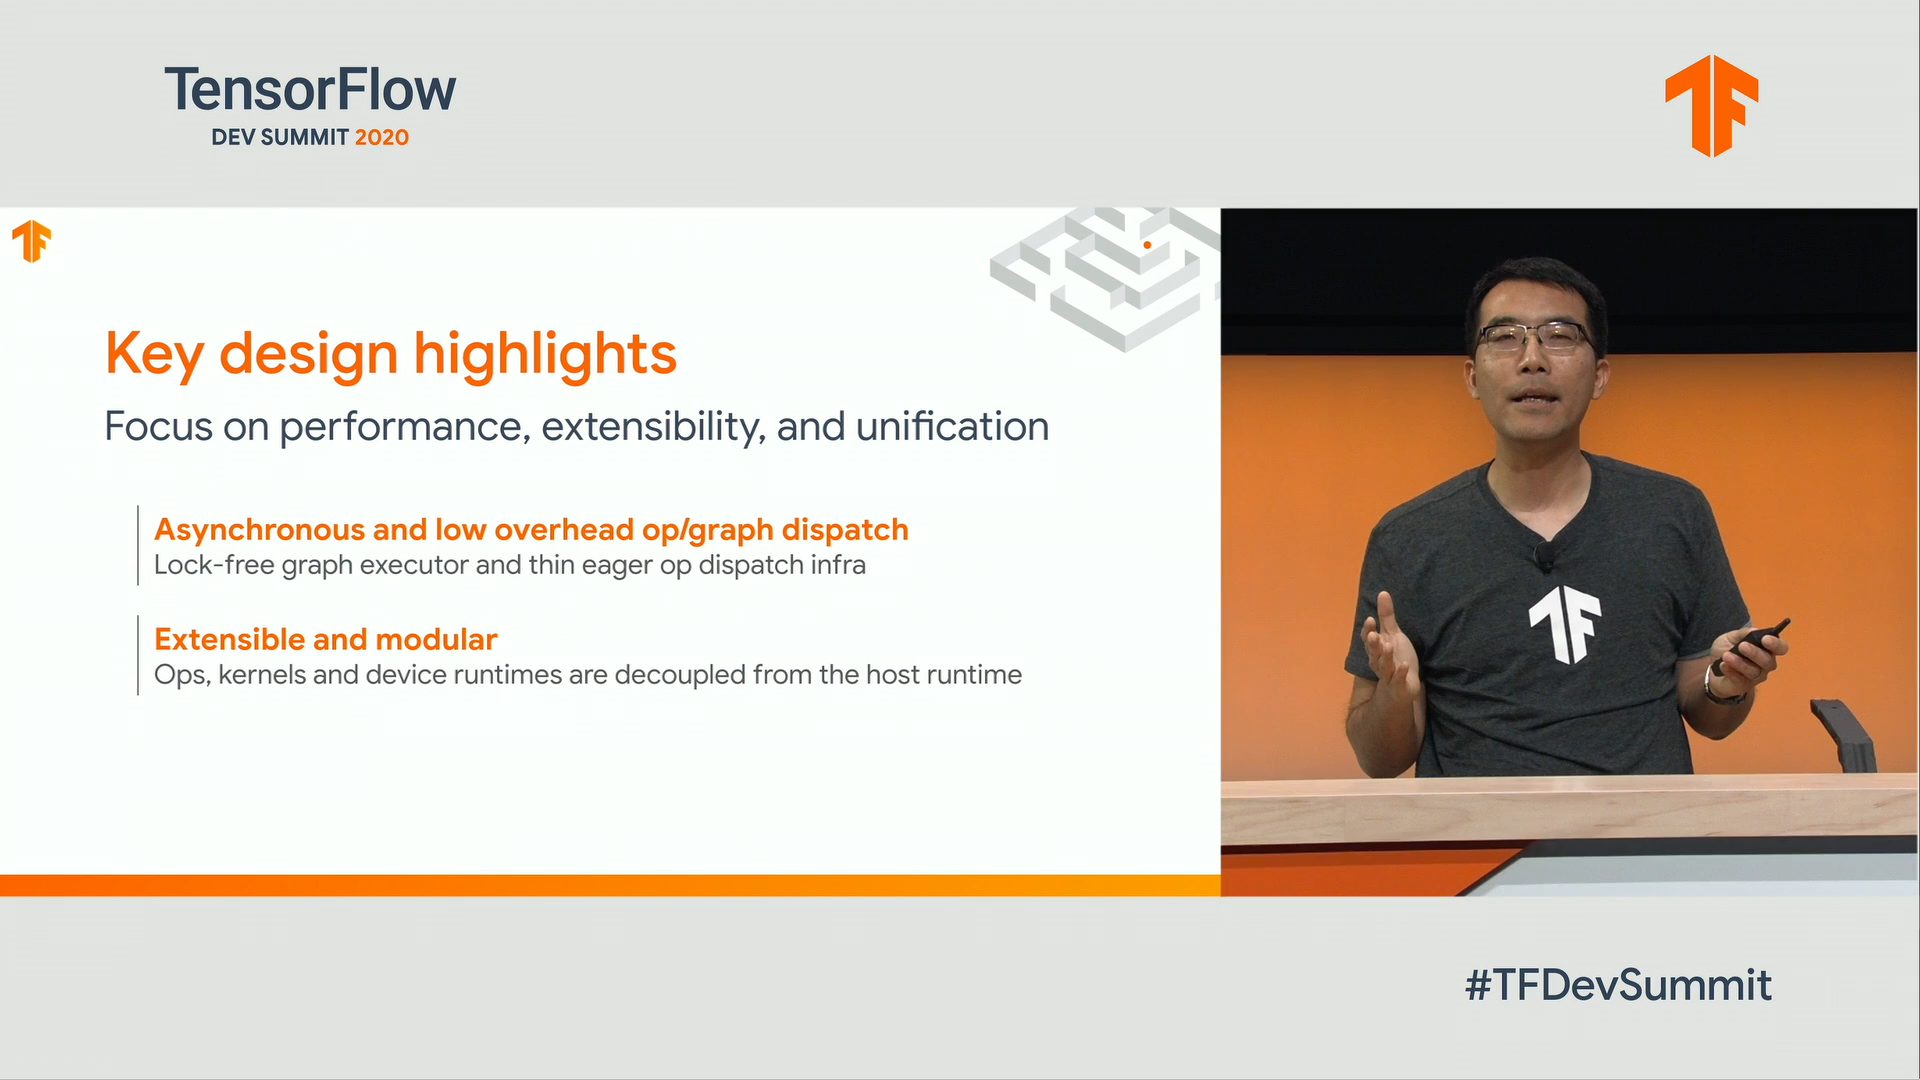 TensorFlow
DEV SUMMIT 2020
Key design highlights
Focus on performance, extensibility, and unification
Asynchronous and low overhead op/graph dispatch
Lock-free graph executor and thin eager op dispatch infra
Extensible and modular
Ops, kernels and device runtimes are decoupled from the host runtime
#TFDevSummit